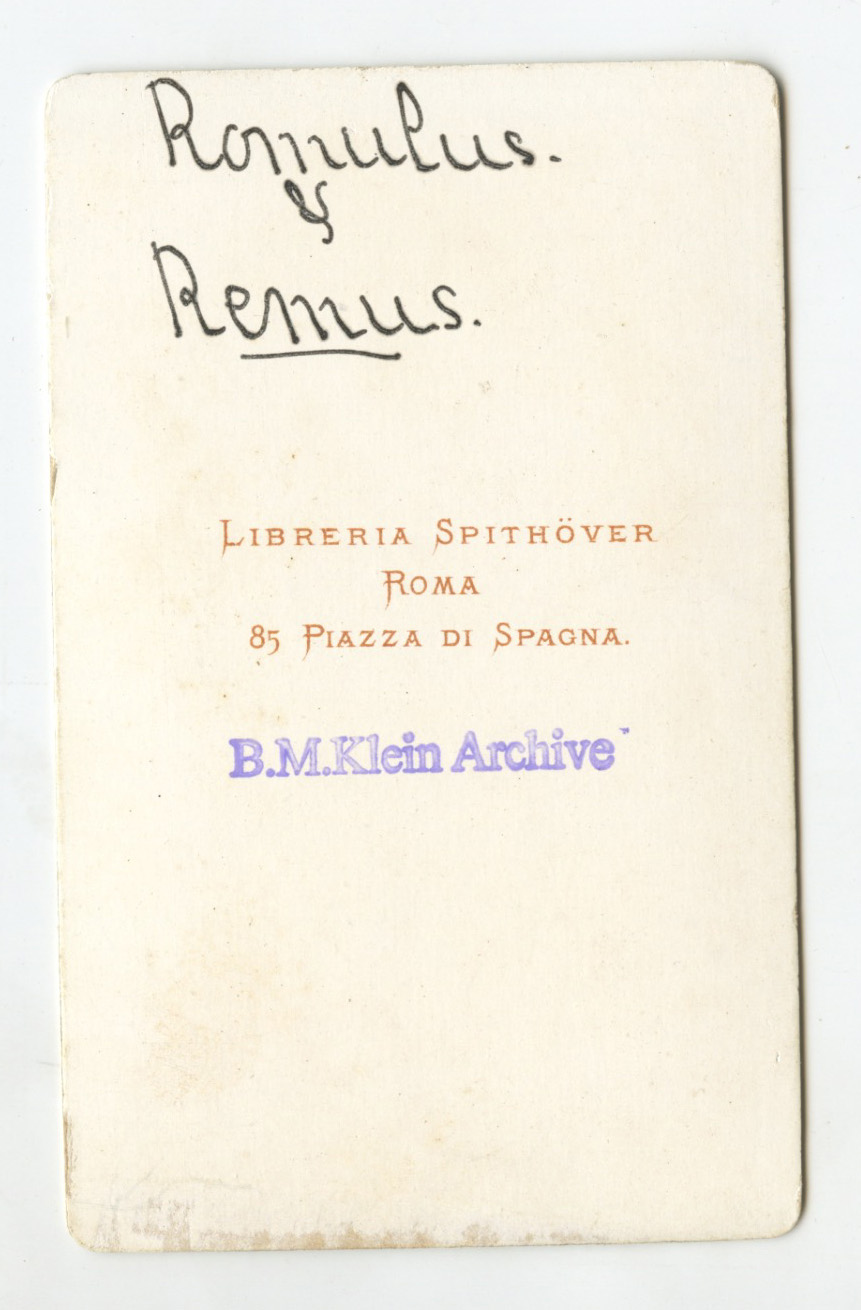 Romulus.
&
Remus.
LIBRERIA SPITHÖVER
ROMA
85 PIAZZA DI SPAGNA.
B.M.Klein Archive